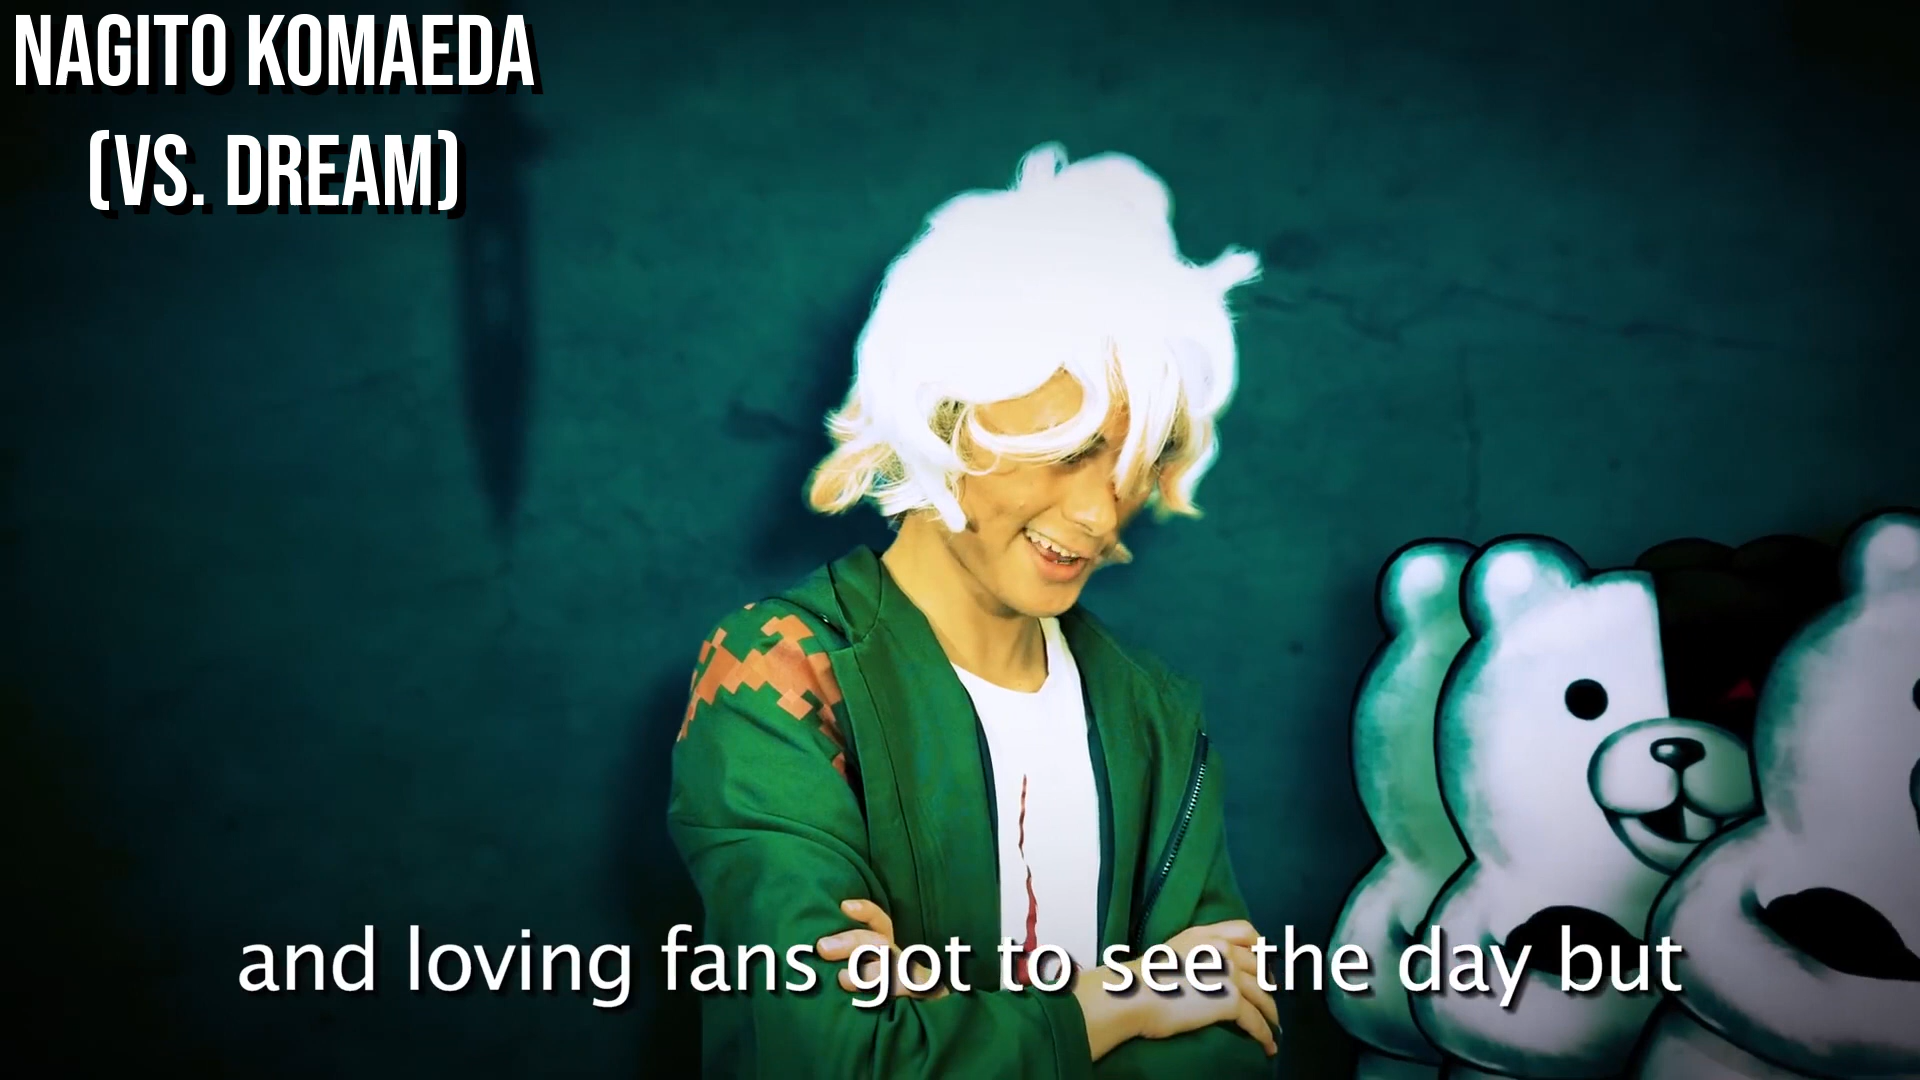 NAGITO KOMAEDA
(VS. DREAM)
and loving fans got to see the day but